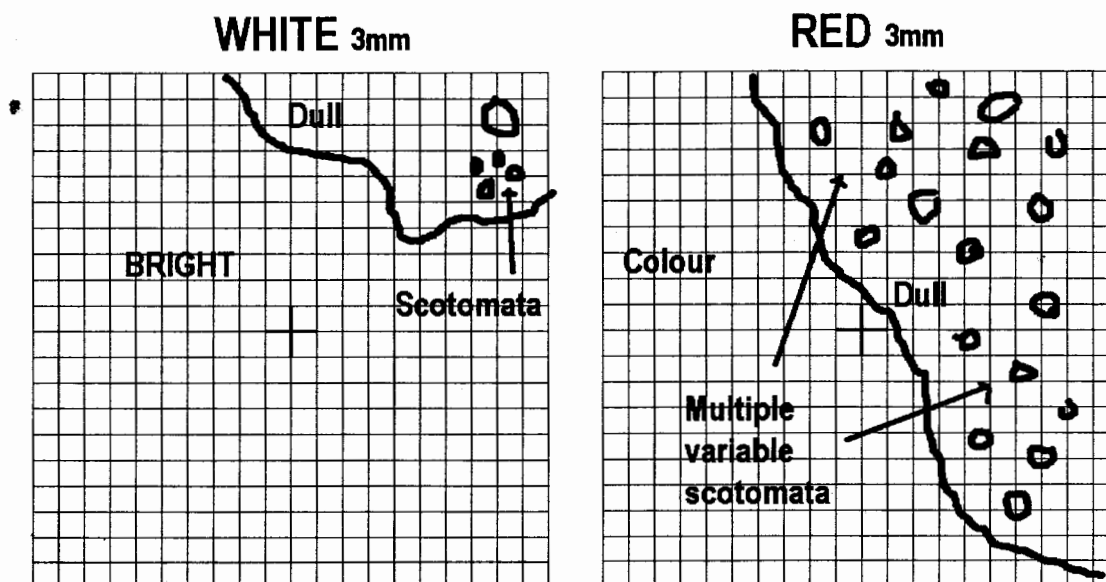 WHITE 3mm
Dull
BRIGHT
Scotomata
RED 3mm
Colour
Dull
Multiple
variable
scotomata